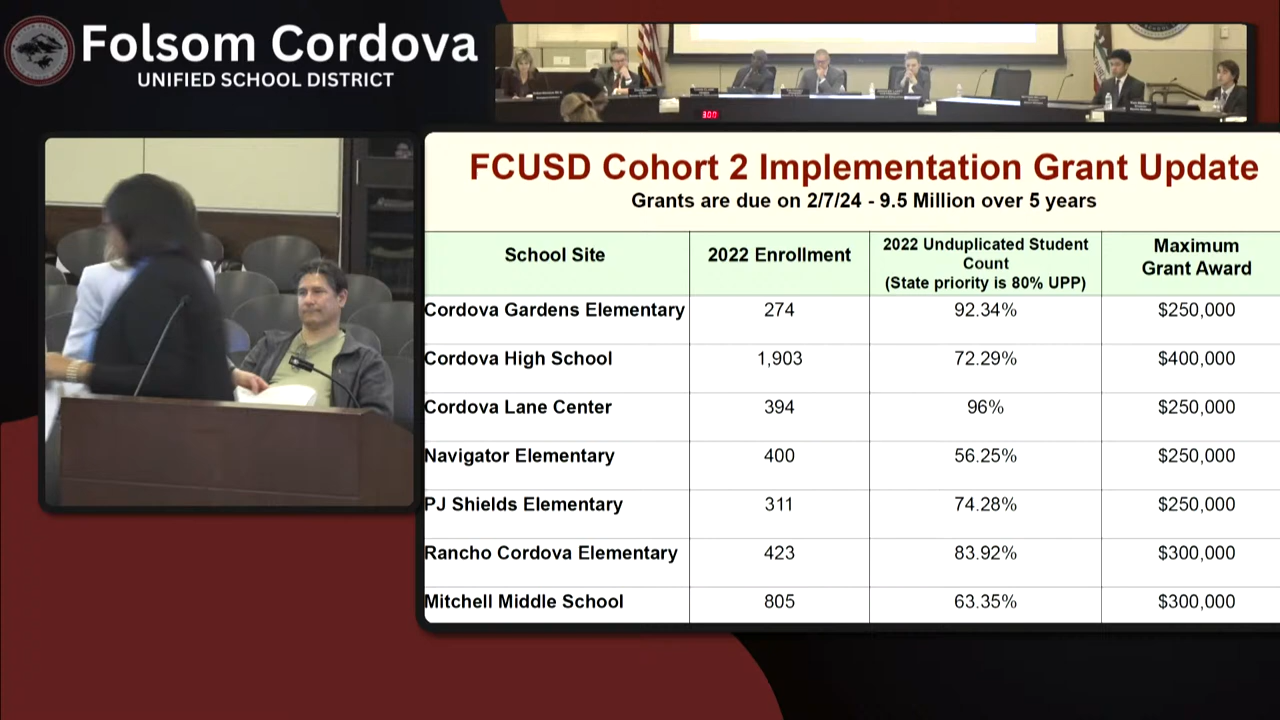 Folsom Cordova
UNIFIED SCHOOL DISTRICT
3:07
FCUSD Cohort 2 Implementation Grant Update
Grants are due on 2/7/24 - 9.5 Million over 5 years
School Site
2022 Enrollment
2022 Unduplicated Student
Count
(State priority is 80% UPP)
Maximum
Grant Award
Cordova Gardens Elementary 274 92.34% $250,000
Cordova High School 1,903 72.29% $400,000
Cordova Lane Center 394 96% $250,000
Navigator Elementary 400 56.25% $250,000
PJ Shields Elementary 311 74.28% $250,000
Rancho Cordova Elementary 423 83.92% $300,000
Mitchell Middle School 805 63.35% $300,000